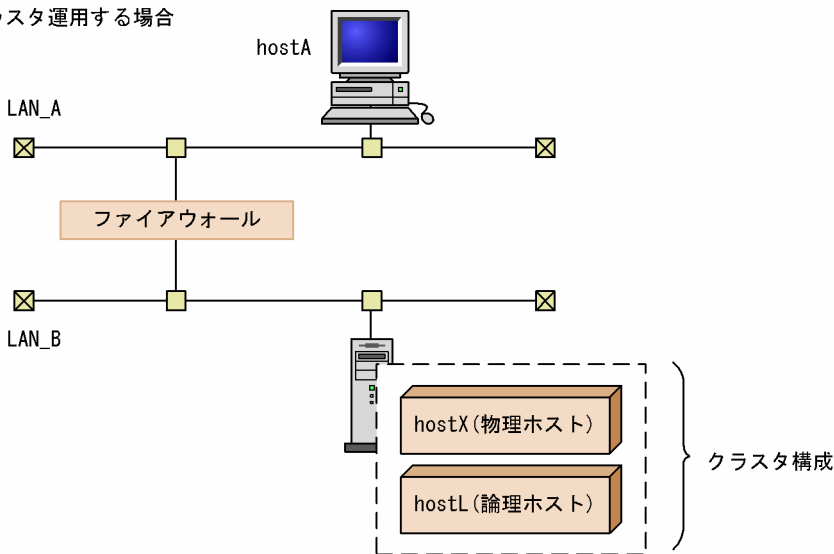 スタ運用する場合
hostA
LAN_A
ファイアウォール
LAN_B
hostX(物理ホスト)
hostL(論理ホスト)
クラスタ構成